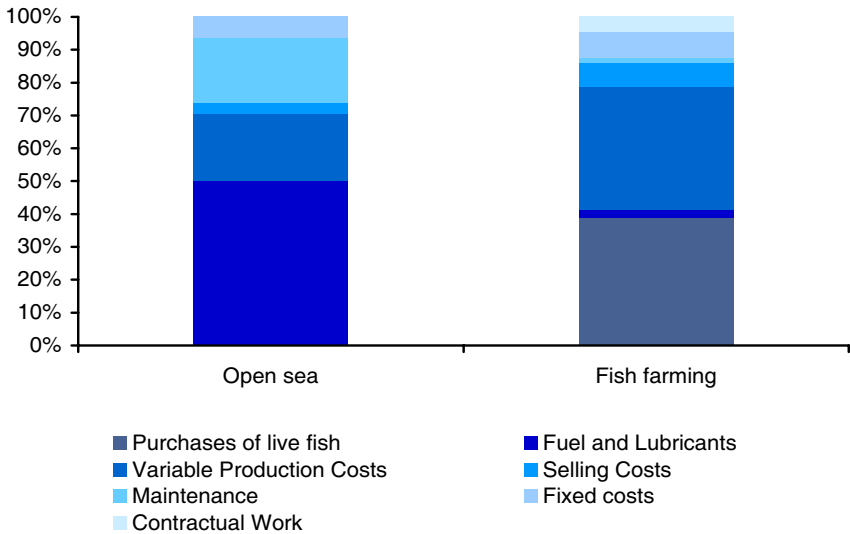 100%
90%
80%
70%
60%
50%
40%
30%
20%
10%
0%
Open sea Fish farming
Purchases of live fish Fuel and Lubricants
Variable Production Costs Selling Costs
Maintenance Fixed costs
Contractual Work